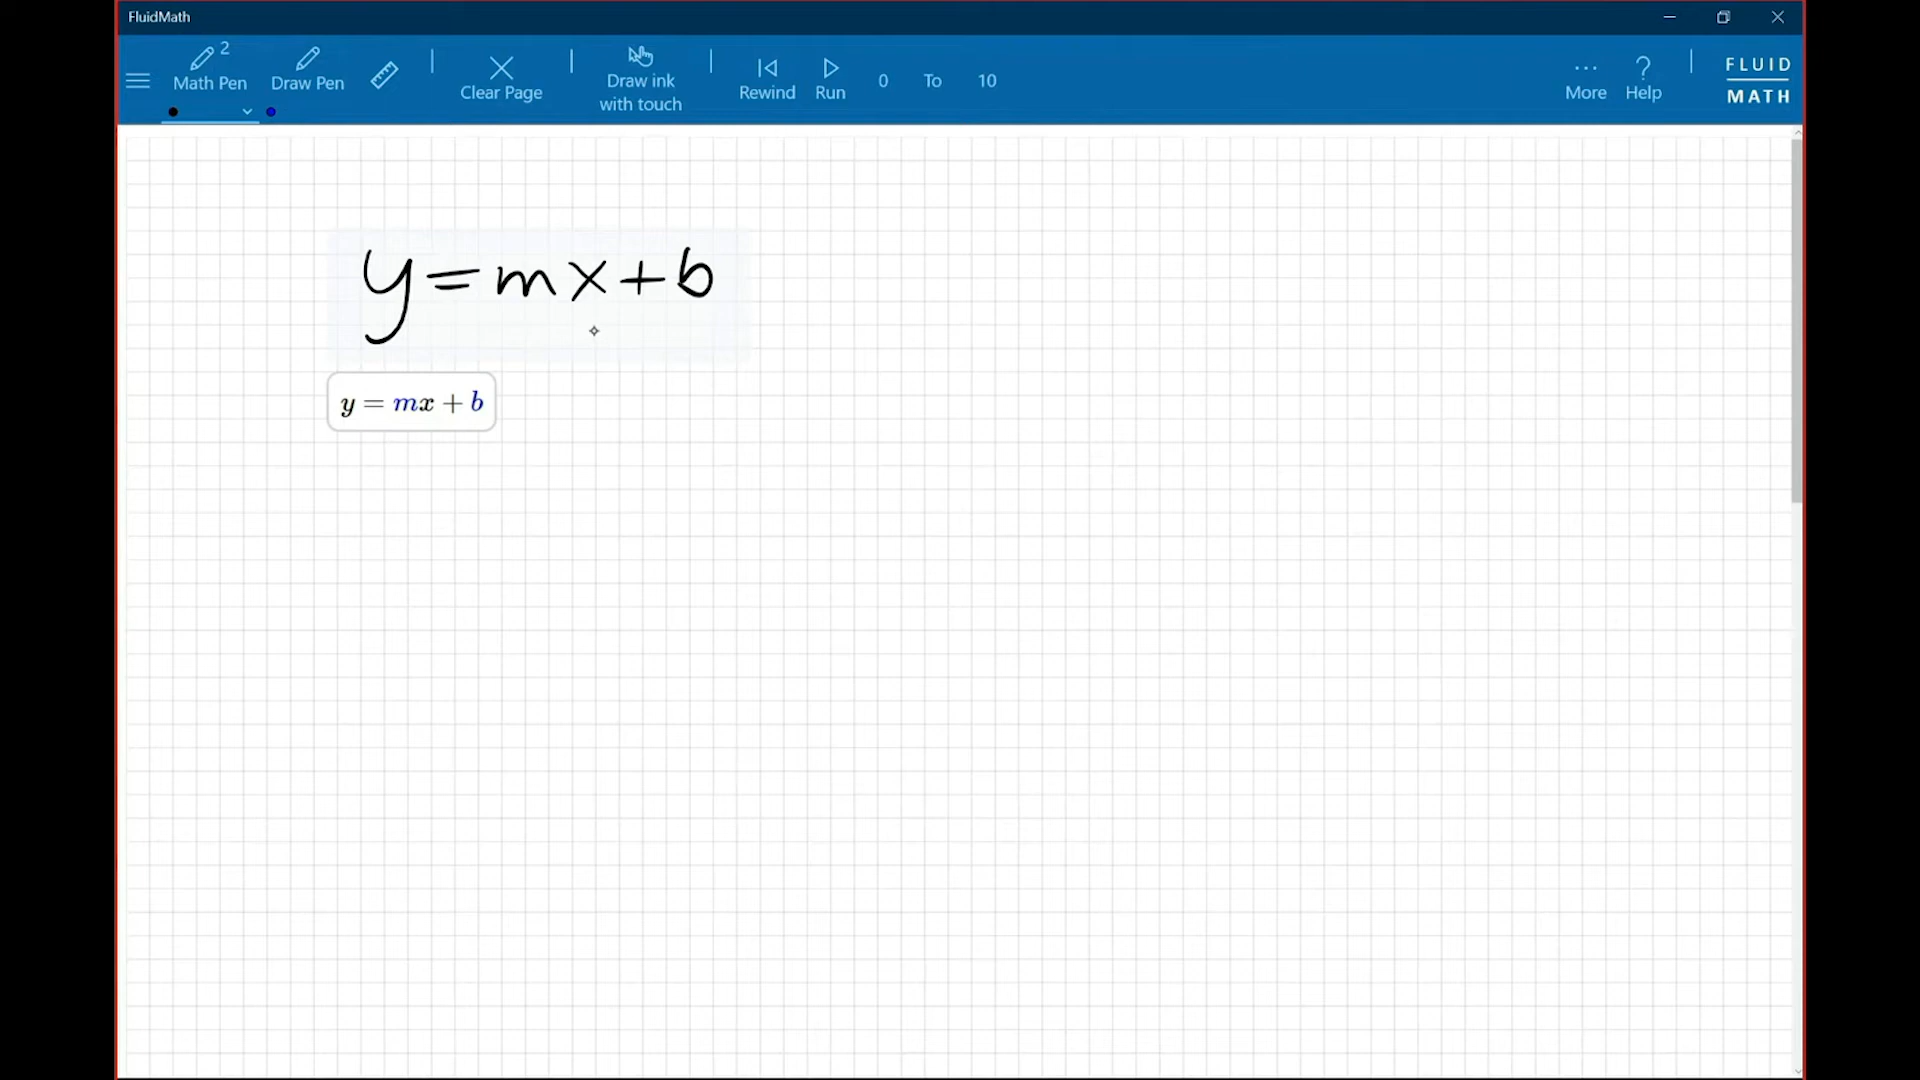 FluidMath
Math Pen 2
Draw Pen
Clear Page
Draw ink
with touch
Rewind
Run
0 To 10
More
Help
FLUID
MATH
y=mx+b
y = mx + b